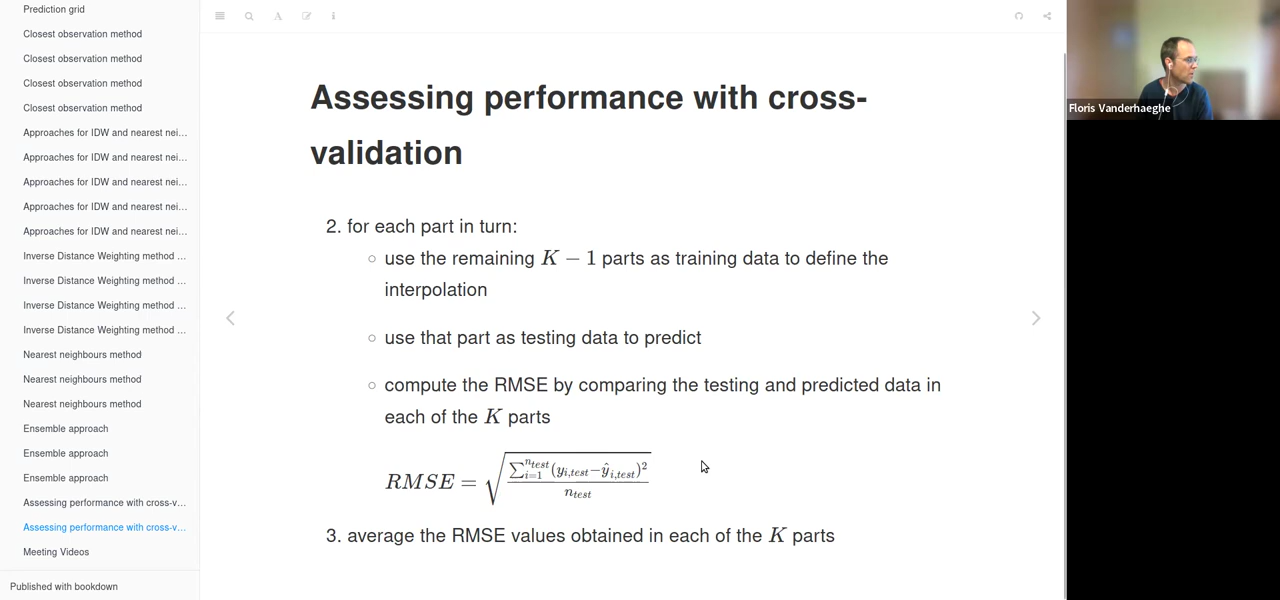 Prediction grid
Closest observation method
Closest observation method
Closest observation method
Closest observation method
Approaches for IDW and nearest nei...
Approaches for IDW and nearest nei...
Approaches for IDW and nearest nei...
Approaches for IDW and nearest nei...
Approaches for IDW and nearest nei...
Inverse Distance Weighting method ...
Inverse Distance Weighting method ...
Inverse Distance Weighting method ...
Inverse Distance Weighting method ...
Nearest neighbours method
Nearest neighbours method
Nearest neighbours method
Ensemble approach
Ensemble approach
Ensemble approach
Assessing performance with cross-v...
Assessing performance with cross-v...
Meeting Videos
Published with bookdown
A
i
Assessing performance with cross-
validation
2. for each part in turn:
○ use the remaining K − 1 parts as training data to define the
interpolation
○ use that part as testing data to predict
○ compute the RMSE by comparing the testing and predicted data in
each of the K parts
RMSE = √(∑_{i=1}^{n_{test}}(y_{i,test}−ŷ_{i,test})²/n_{test})
3. average the RMSE values obtained in each of the K parts
Floris Vanderhaeghe